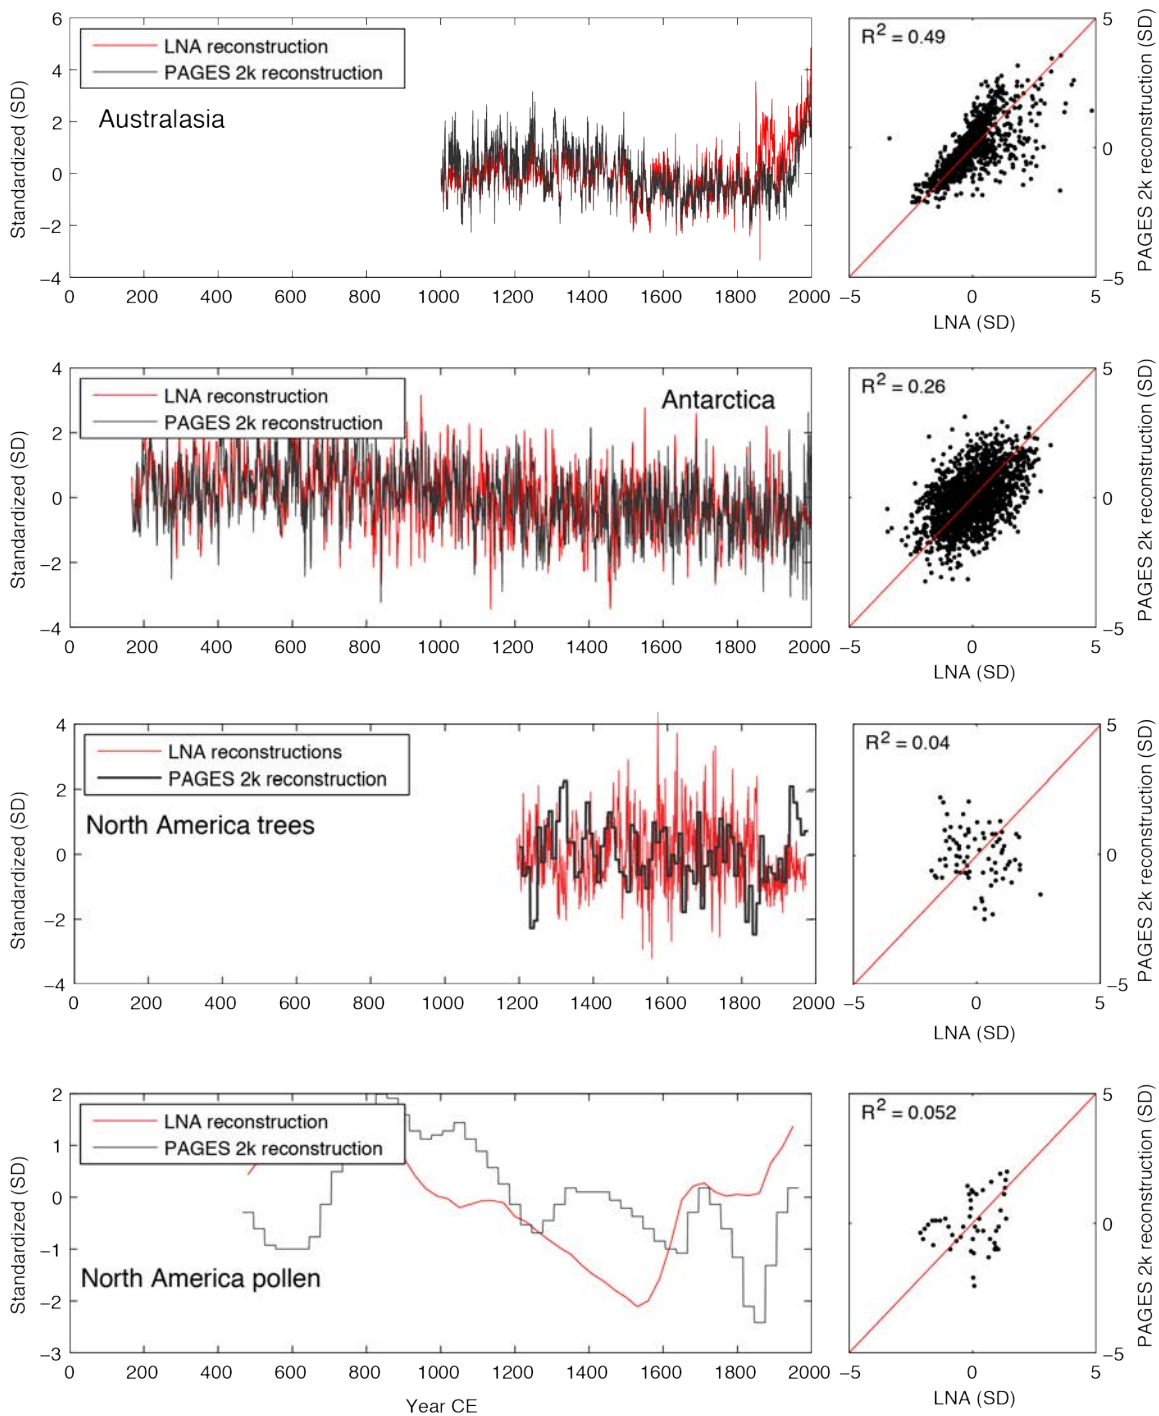 6
4
2
0
−2
−4
Standardized (SD)
LNA reconstruction
PAGES 2k reconstruction
Australasia
0 200 400 600 800 1000 1200 1400 1600 1800 2000
R² = 0.49
5
0
−5
PAGES 2k reconstruction (SD)
−5 0 5
LNA (SD)
4
2
0
−2
−4
Standardized (SD)
LNA reconstruction
PAGES 2k reconstruction
Antarctica
0 200 400 600 800 1000 1200 1400 1600 1800 2000
R² = 0.26
5
0
−5
PAGES 2k reconstruction (SD)
−5 0 5
LNA (SD)
4
2
0
−2
−4
Standardized (SD)
LNA reconstructions
PAGES 2k reconstruction
North America trees
0 200 400 600 800 1000 1200 1400 1600 1800 2000
R² = 0.04
5
0
−5
PAGES 2k reconstruction (SD)
−5 0 5
LNA (SD)
2
1
0
−1
−2
−3
Standardized (SD)
LNA reconstruction
PAGES 2k reconstruction
North America pollen
0 200 400 600 800 1000 1200 1400 1600 1800 2000
Year CE
R² = 0.052
5
0
−5
PAGES 2k reconstruction (SD)
−5 0 5
LNA (SD)